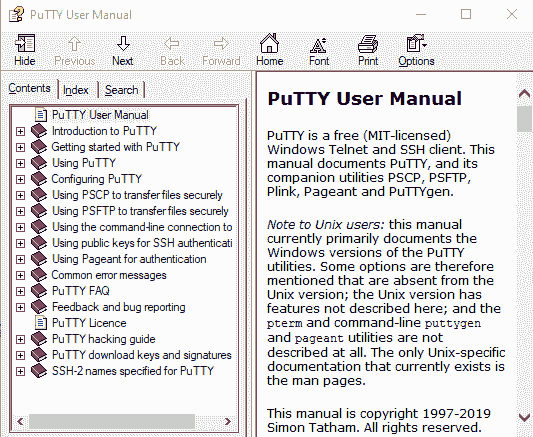 PuTTY User Manual
Hide Previous Next Back Forward Home Font Print Options
Contents Index Search
PuTTY User Manual
Introduction to PuTTY
Getting started with PuTTY
Using PuTTY
Configuring PuTTY
Using PSCP to transfer files securely
Using PSFTP to transfer files securely
Using the command-line connection to
Using public keys for SSH authenticati
Using Pageant for authentication
Common error messages
PuTTY FAQ
Feedback and bug reporting
PuTTY Licence
PuTTY hacking guide
PuTTY download keys and signatures
SSH-2 names specified for PuTTY
PuTTY User Manual
PuTTY is a free (MIT-licensed)
Windows Telnet and SSH client. This
manual documents PuTTY, and its
companion utilities PSCP, PSFTP,
Plink, Pageant and PuTTYgen.
Note to Unix users: this manual
currently primarily documents the
Windows versions of the PuTTY
utilities. Some options are therefore
mentioned that are absent from the
Unix version; the Unix version has
features not described here; and the
pterm and command-line puttygen
and pageant utilities are not
described at all. The only Unix-specific
documentation that currently exists is
the man pages.
This manual is copyright 1997-2019
Simon Tatham. All rights reserved.